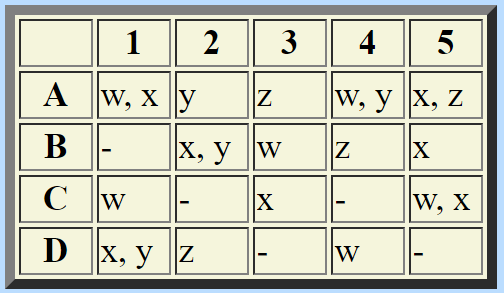 1 2 3 4 5
A w, x y z w, y x, z
B - x, y w z x
C w - x - w, x
D x, y z - w -